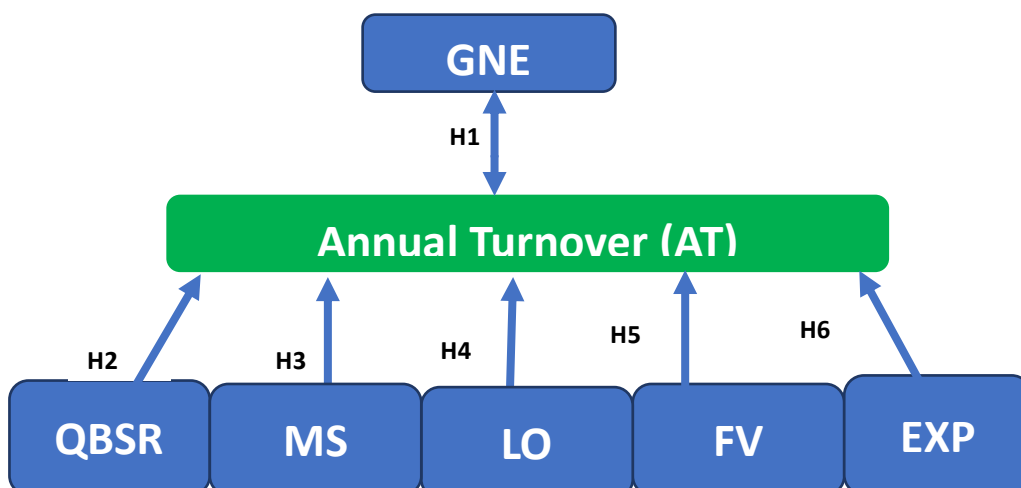 GNE
H1
Annual Turnover (AT)
H2
H3
H4
H5
H6
QBSR
MS
LO
FV
EXP